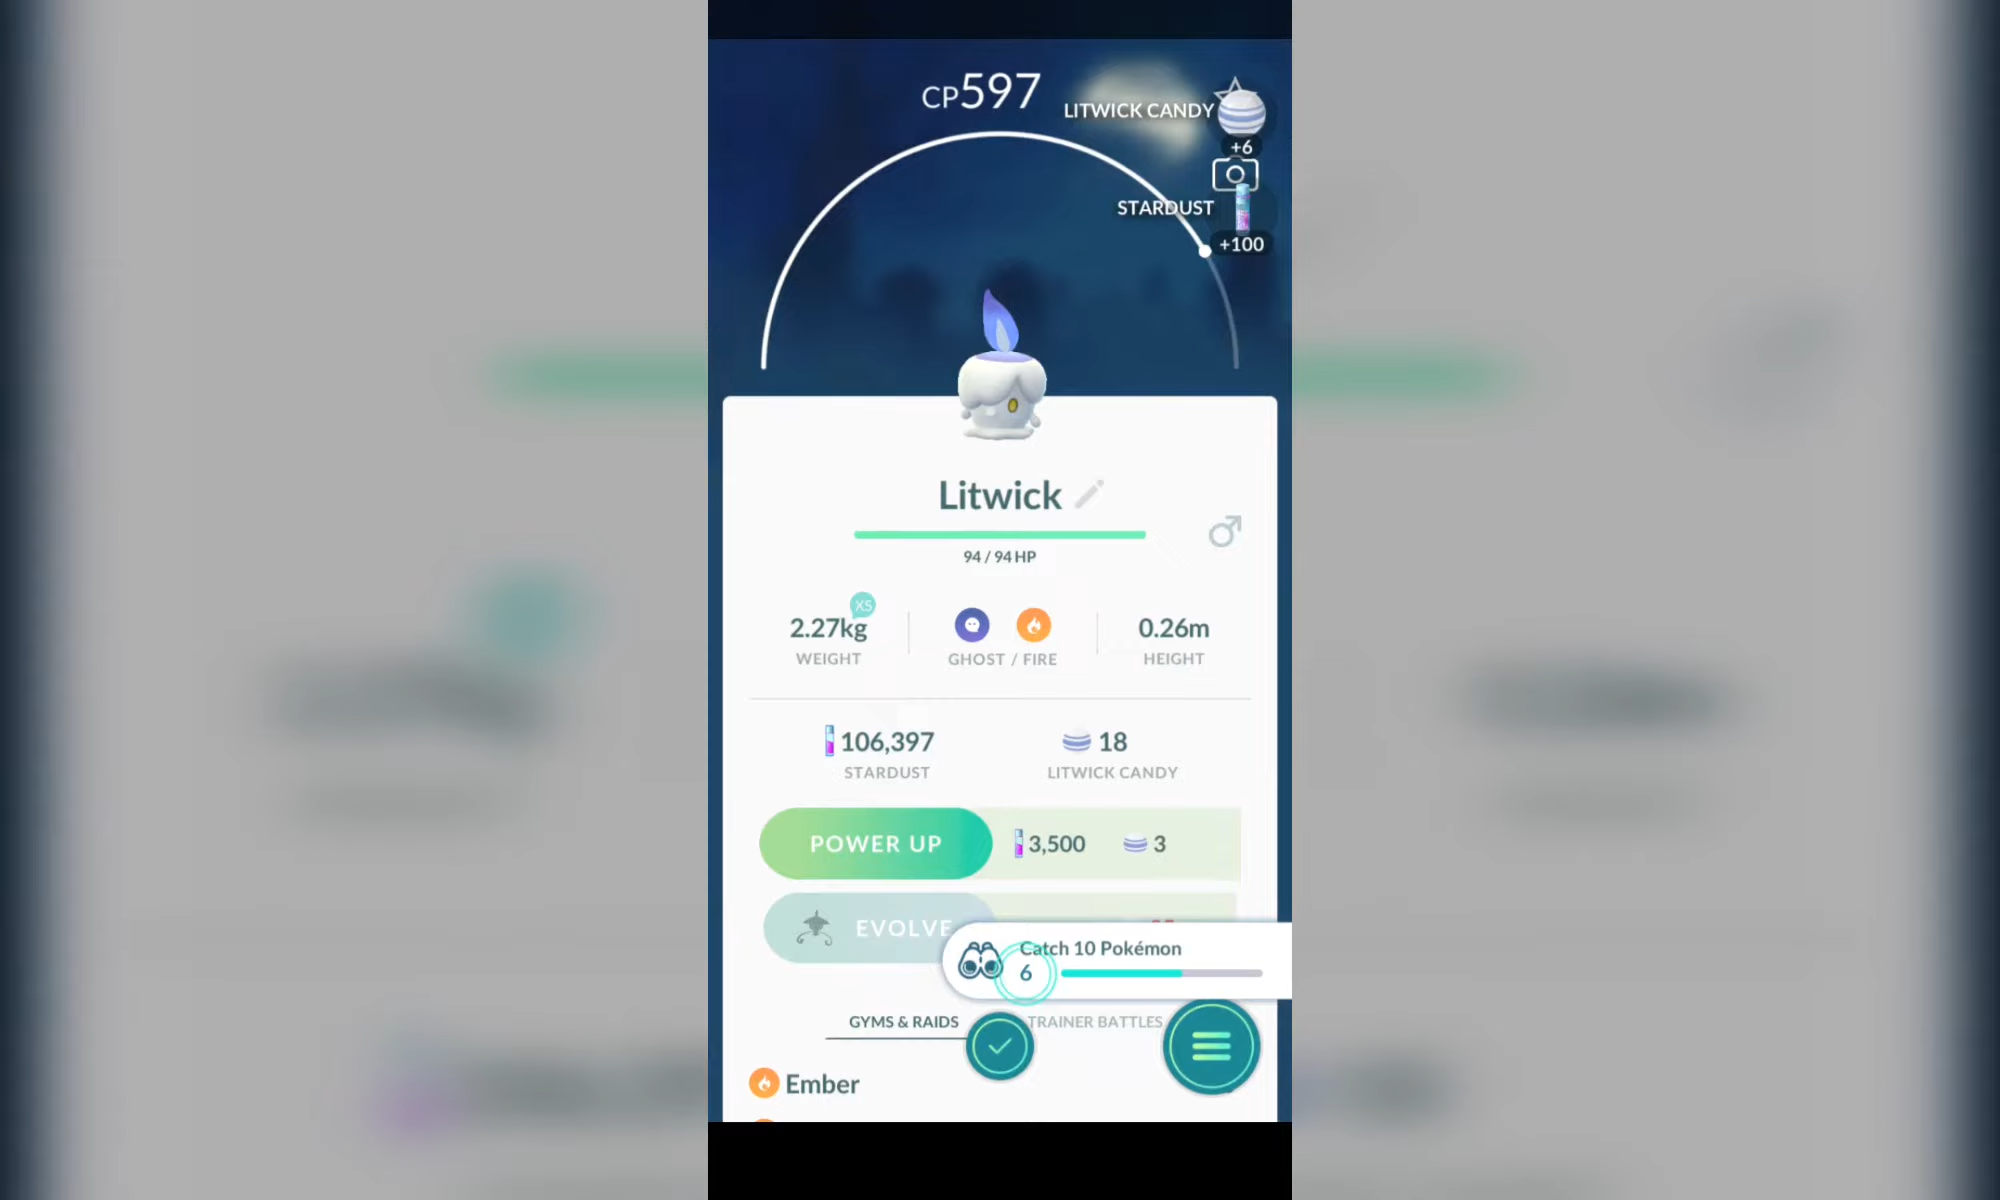 CP597
LITWICK CANDY
+6
STARDUST
+100
Litwick
94 / 94 HP
XS
2.27kg
WEIGHT
GHOST / FIRE
0.26m
HEIGHT
106,397
STARDUST
18
LITWICK CANDY
POWER UP
3,500
3
EVOLVE
Catch 10 Pokémon
6
GYMS & RAIDS
TRAINER BATTLES
Ember